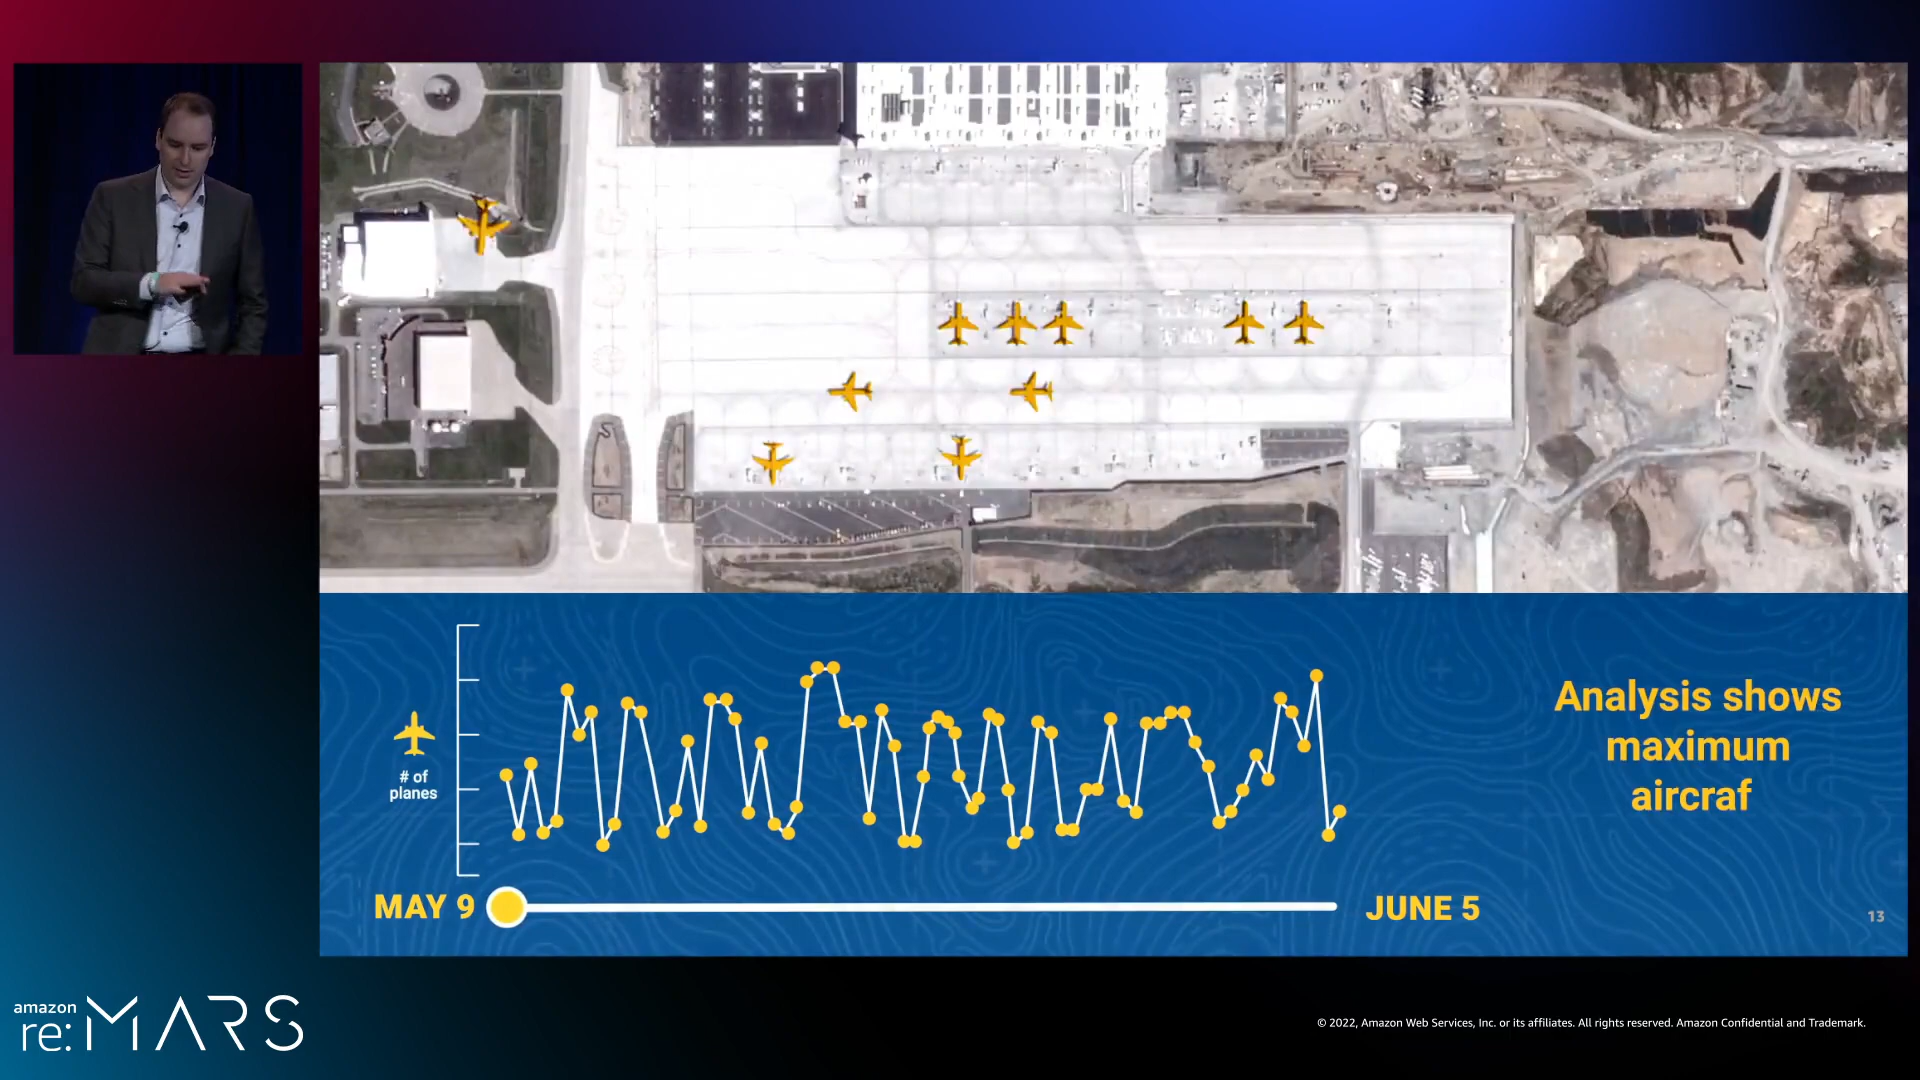 # of
planes
Analysis shows
maximum
aircraf
MAY 9
JUNE 5
13
amazon
re:MARS
© 2022, Amazon Web Services, Inc. or its affiliates. All rights reserved. Amazon Confidential and Trademark.